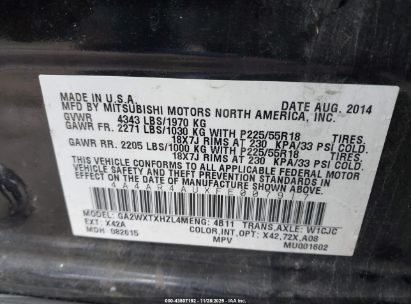 MADE IN U.S.A. DATE AUG. 2014
MFD BY MITSUBISHI MOTORS NORTH AMERICA, INC.
GVWR 4343 LBS/1970 KG
GAWR FR. 2271 LBS/1030 KG WITH P225/55R18 TIRES,
18X7J RIMS AT 230 KPA/33 PSI COLD.
GAWR RR. 2205 LBS/1000 KG WITH P225/55R18 TIRES,
18X7J RIMS AT 230 KPA/33 PSI COLD.
THIS VEHICLE CONFORMS TO ALL APPLICABLE FEDERAL MOTOR
VEHICLE SAFETY AND THEFT PREVENTION STANDARDS IN
EFFECT ON THE DATE OF MANUFACTURE SHOWN ABOVE.
MODEL: GA2WXTXHZL4M ENG: 4B11 TRANS,AXLE: W1CJC
EXT: X42A COLOR,INT,OPT: X42,72X,A08
MDH: 082615 MPV MU001602